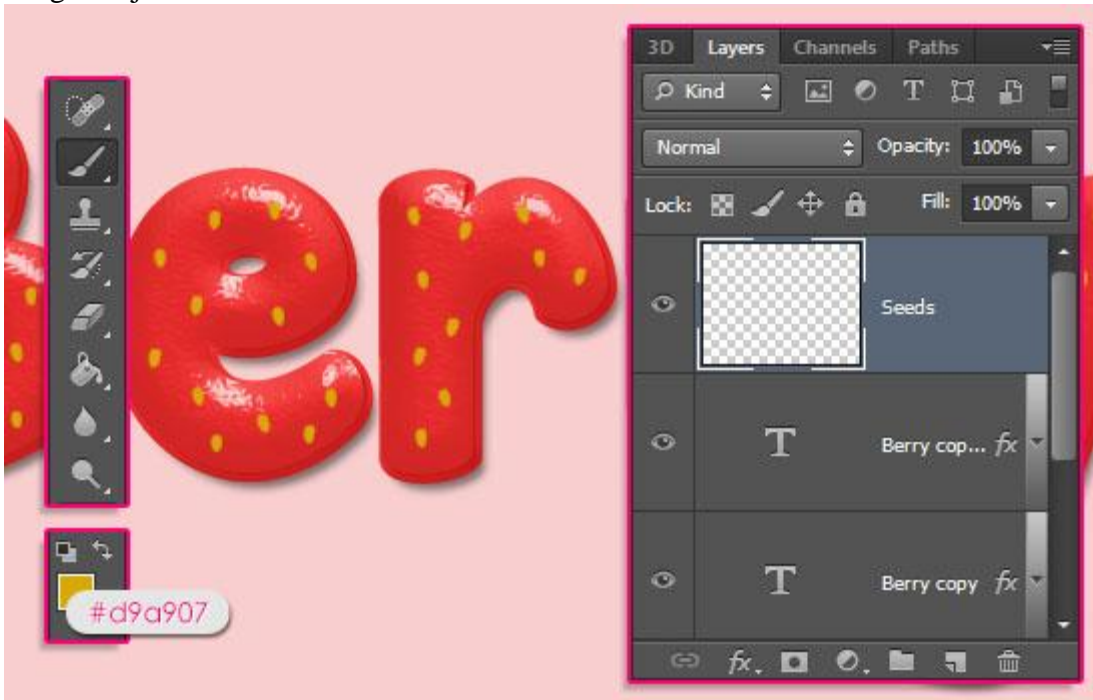 er
#d9a907
3D Layers Channels Paths
Kind
Normal Opacity: 100%
Lock: Fill: 100%
Seeds
T Berry cop... fx
T Berry copy fx
fx